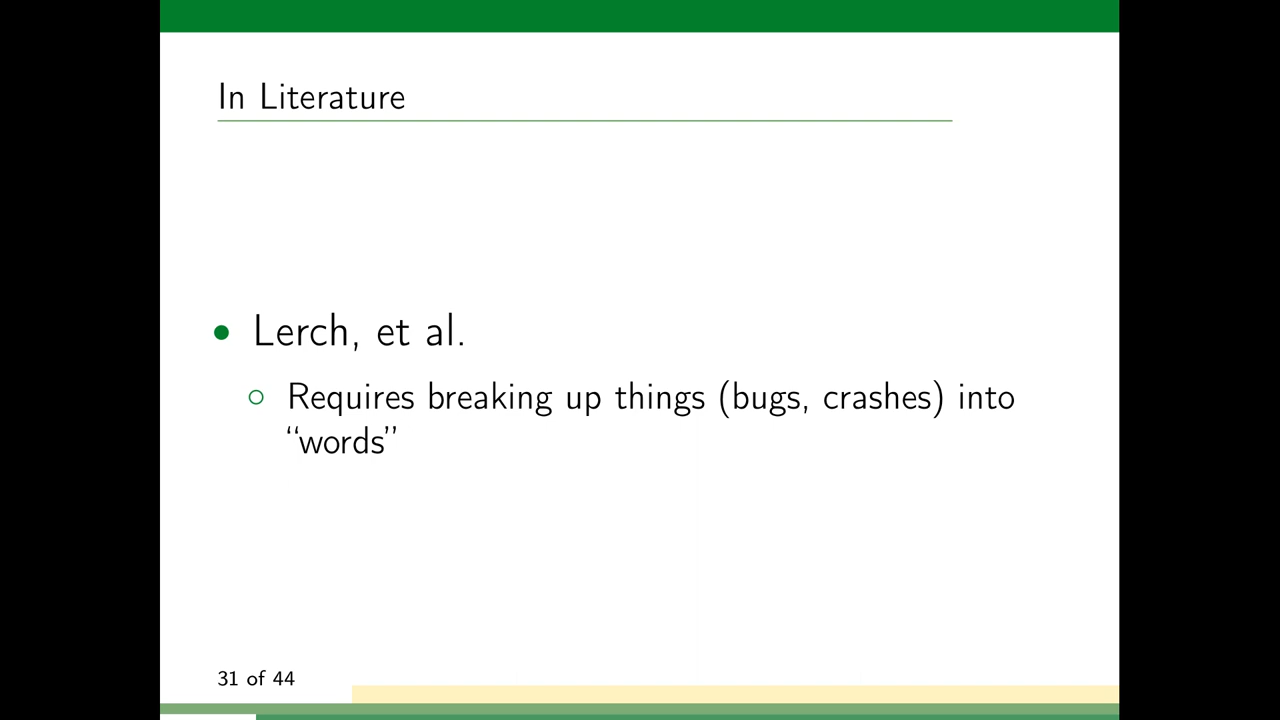 In Literature
• Lerch, et al.
○ Requires breaking up things (bugs, crashes) into
“words”
31 of 44